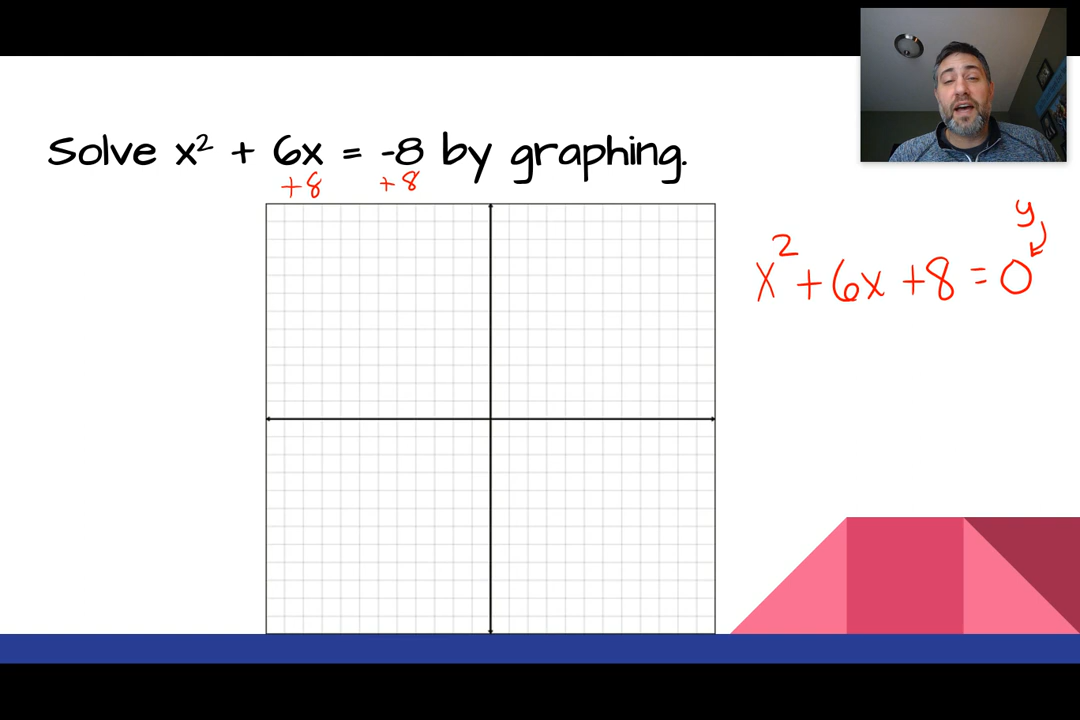 Solve x² + 6x = -8 by graphing.
+8 +8
y
x² + 6x + 8 = 0